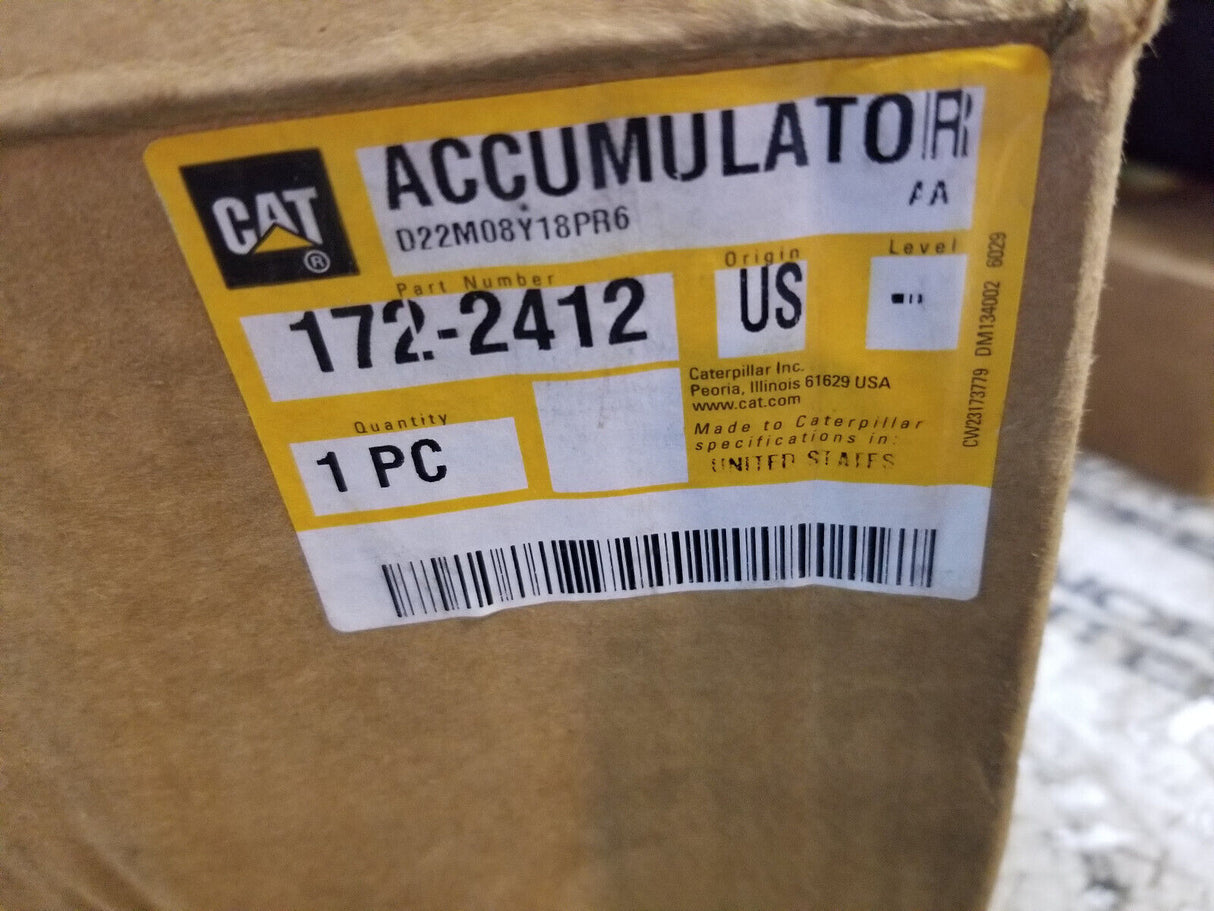 CAT®
ACCUMULATOR
D22M08Y18PR6
AA
Part Number
Origin
Level
172-2412
US
Quantity
1 PC
Caterpillar Inc.
Peoria, Illinois 61629 USA
www.cat.com
Made to Caterpillar
specifications in:
UNITED STATES
CW23173779 DM134002 6029